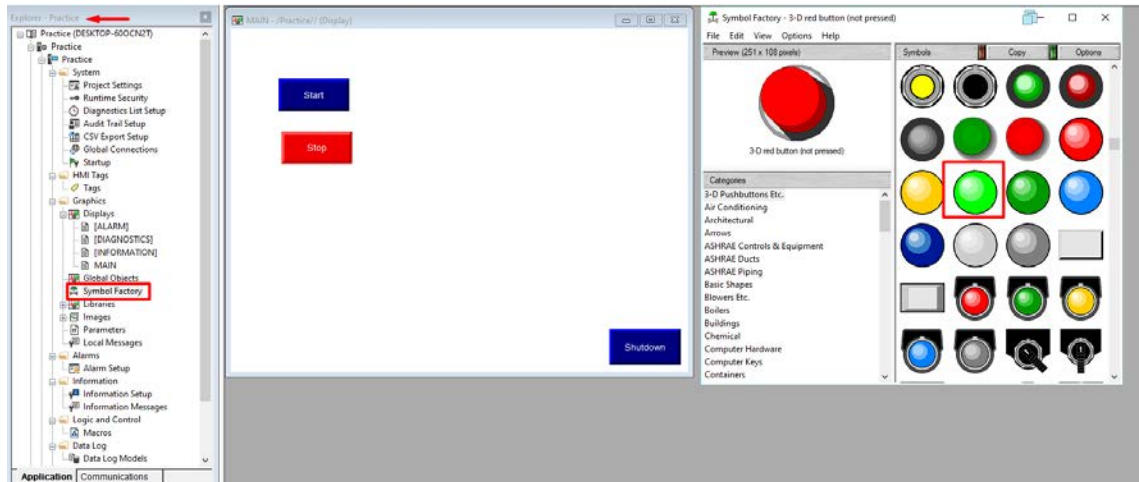 Explorer - Practice
Practice (DESKTOP-60OCN2T)
Practice
Practice
System
Project Settings
Runtime Security
Diagnostics List Setup
Audit Trail Setup
CSV Export Setup
Global Connections
Startup
HMI Tags
Tags
Graphics
Displays
[ALARM]
[DIAGNOSTICS]
[INFORMATION]
MAIN
Global Objects
Symbol Factory
Libraries
Images
Parameters
Local Messages
Alarms
Alarm Setup
Information
Information Setup
Information Messages
Logic and Control
Macros
Data Log
Data Log Models
Application Communications
MAIN - /Practice// (Display)
Start
Stop
Shutdown
Symbol Factory - 3-D red button (not pressed)
File Edit View Options Help
Preview (251 x 108 pixels)
3-D red button (not pressed)
Categories
3-D Pushbuttons Etc.
Air Conditioning
Architectural
Arrows
ASHRAE Controls & Equipment
ASHRAE Ducts
ASHRAE Piping
Basic Shapes
Blowers Etc.
Boilers
Buildings
Chemical
Computer Hardware
Computer Keys
Containers
Symbols Copy Options